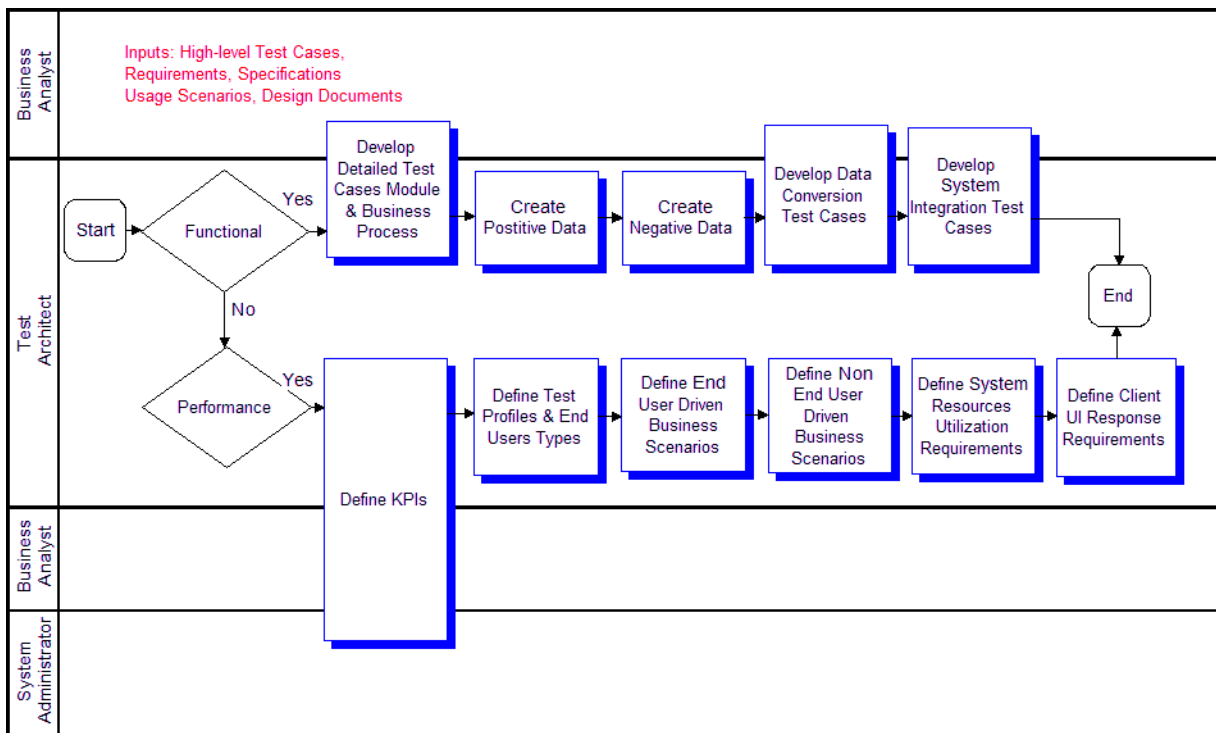 Business
Analyst
Inputs: High-level Test Cases,
Requirements, Specifications
Usage Scenarios, Design Documents
Test
Architect
Start
Functional
Yes
No
Develop
Detailed Test
Cases Module
& Business
Process
Create
Postitive Data
Create
Negative Data
Develop Data
Conversion
Test Cases
Develop
System
Integration Test
Cases
End
Performance
Yes
Define KPIs
Define Test
Profiles & End
Users Types
Define End
User Driven
Business
Scenarios
Define Non
End User
Driven
Business
Scenarios
Define System
Resources
Utilization
Requirements
Define Client
UI Response
Requirements
Business
Analyst
System
Administrator